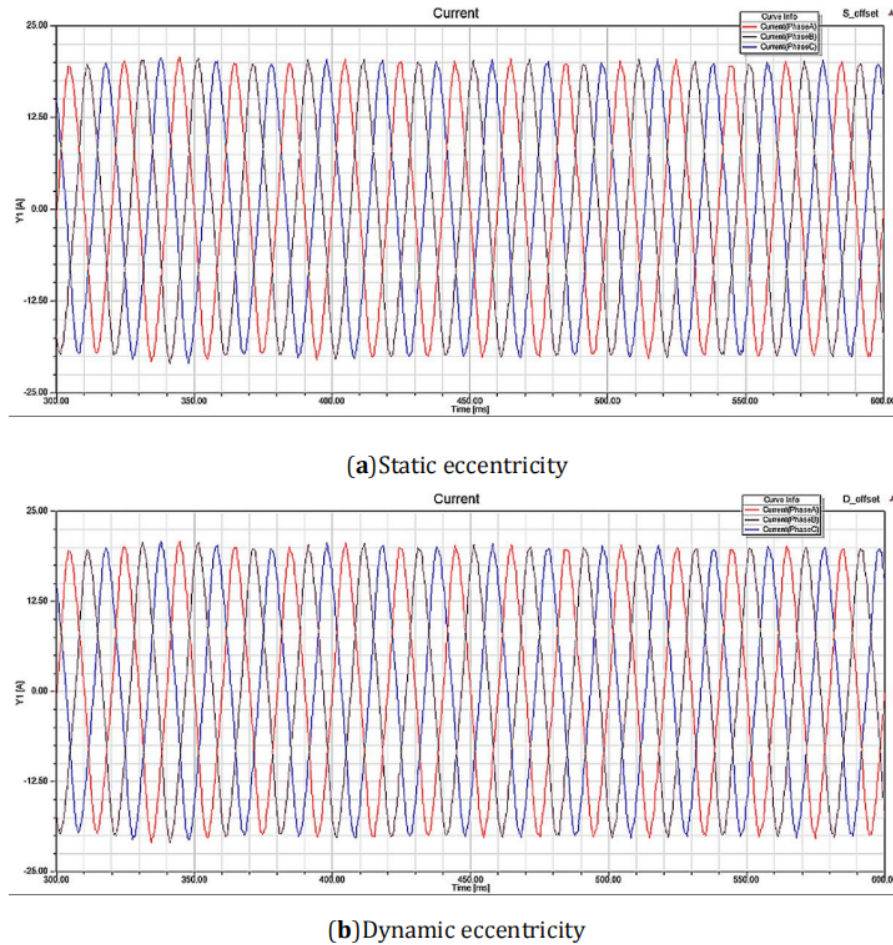 Current
S_offset
Curve Info
Current(PhaseA)
Current(PhaseB)
Current(PhaseC)
25.00
12.50
0.00
-12.50
-25.00
Y1 [A]
300.00 350.00 400.00 450.00 500.00 550.00 600.00
Time [ms]
(a)Static eccentricity
Current
D_offset
Curve Info
Current(PhaseA)
Current(PhaseB)
Current(PhaseC)
25.00
12.50
0.00
-12.50
-25.00
Y1 [A]
300.00 350.00 400.00 450.00 500.00 550.00 600.00
Time [ms]
(b)Dynamic eccentricity